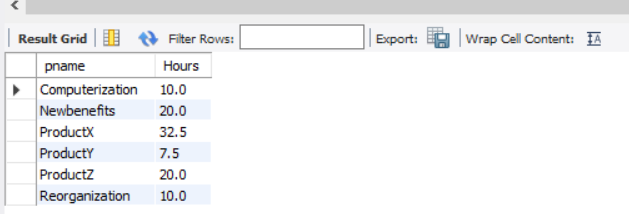 Result Grid Filter Rows: Export: Wrap Cell Content: IA
pname Hours
Computerization 10.0
Newbenefits 20.0
ProductX 32.5
ProductY 7.5
ProductZ 20.0
Reorganization 10.0